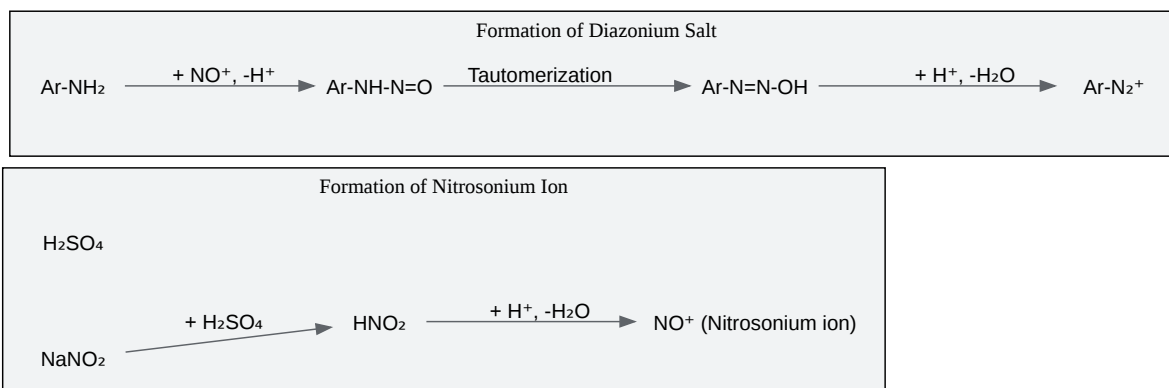 Formation of Diazonium Salt
+ NO⁺, -H⁺
Tautomerization
+ H⁺, -H₂O
Ar-NH₂
Ar-NH-N=O
Ar-N=N-OH
Ar-N₂⁺
Formation of Nitrosonium Ion
H₂SO₄
+ H₂SO₄
HNO₂
+ H⁺, -H₂O
NO⁺ (Nitrosonium ion)
NaNO₂